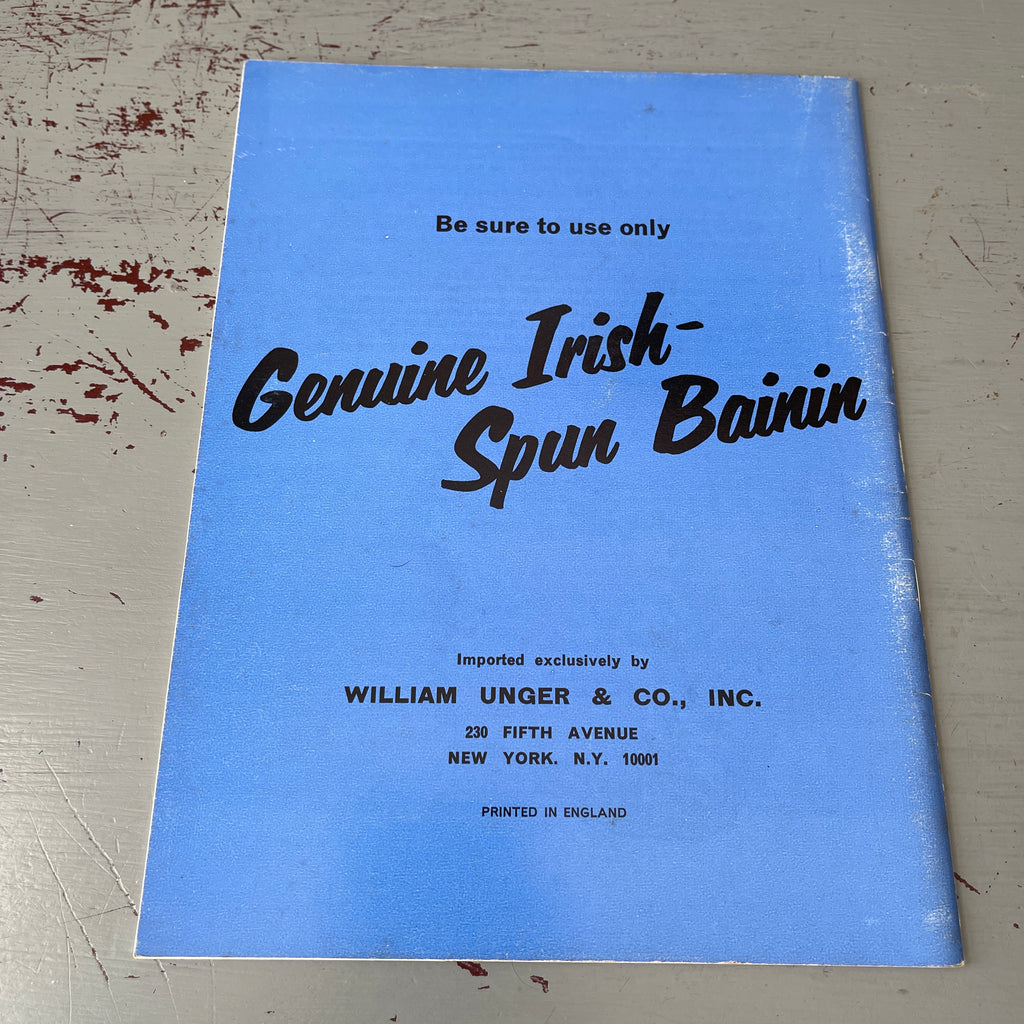 Be sure to use only
Genuine Irish-
Spun Bainin
Imported exclusively by
WILLIAM UNGER & CO., INC.
230 FIFTH AVENUE
NEW YORK. N.Y. 10001
PRINTED IN ENGLAND